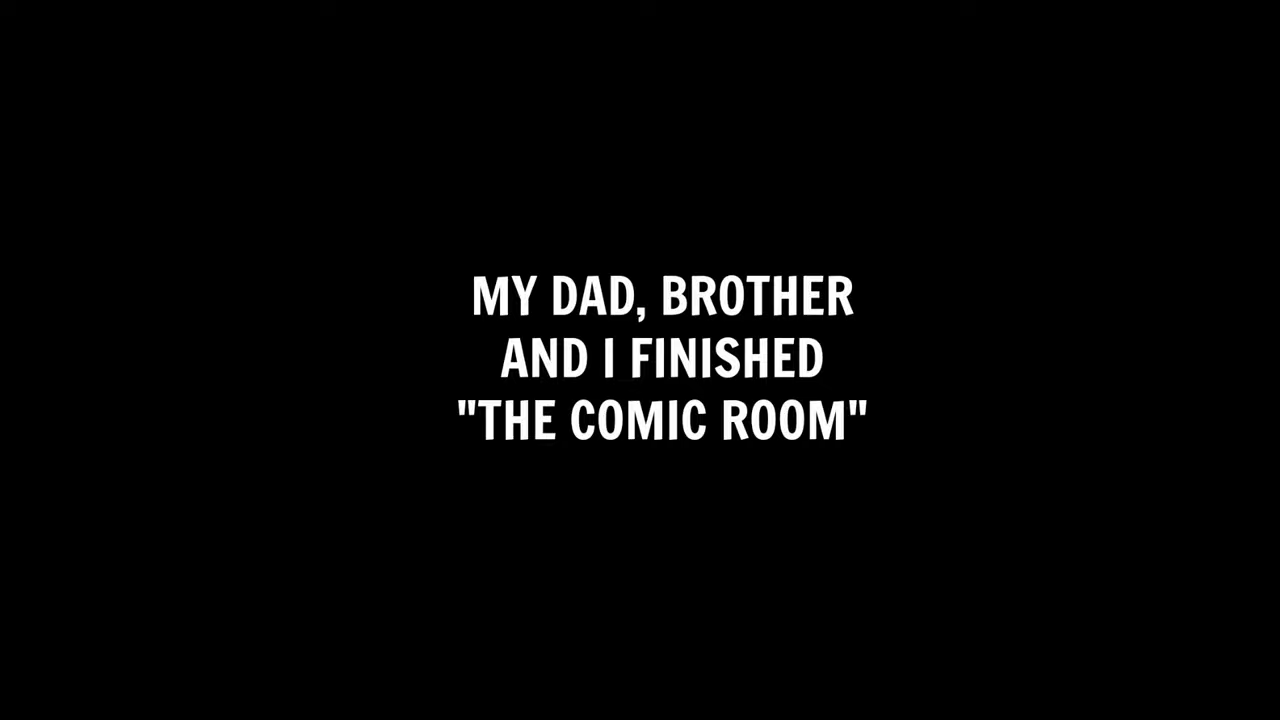 MY DAD, BROTHER
AND I FINISHED
"THE COMIC ROOM"